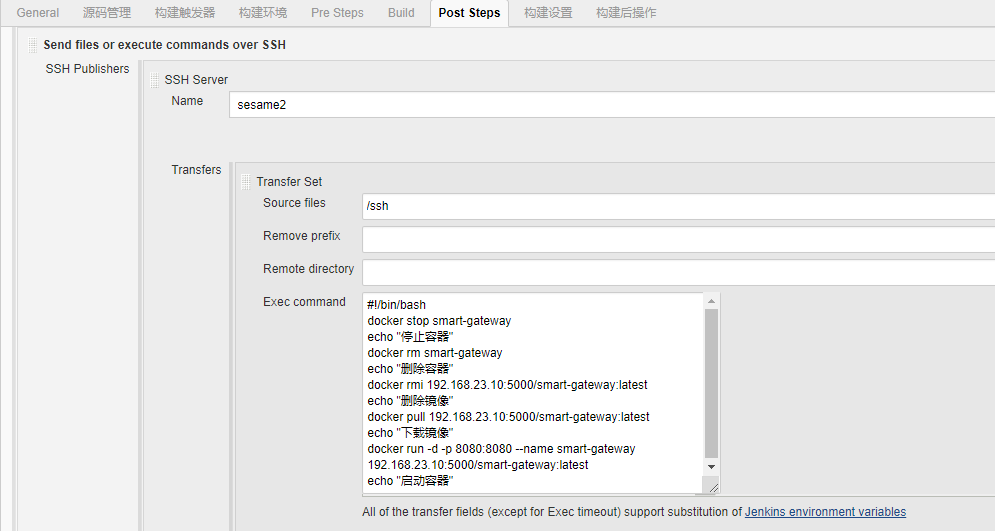 General 源码管理 构建触发器 构建环境 Pre Steps Build Post Steps 构建设置 构建后操作
Send files or execute commands over SSH
SSH Publishers
SSH Server
Name sesame2
Transfers
Transfer Set
Source files /ssh
Remove prefix
Remote directory
Exec command
#!/bin/bash
docker stop smart-gateway
echo "停止容器"
docker rm smart-gateway
echo "删除容器"
docker rmi 192.168.23.10:5000/smart-gateway:latest
echo "删除镜像"
docker pull 192.168.23.10:5000/smart-gateway:latest
echo "下载镜像"
docker run -d -p 8080:8080 --name smart-gateway
192.168.23.10:5000/smart-gateway:latest
echo "启动容器"
All of the transfer fields (except for Exec timeout) support substitution of Jenkins environment variables